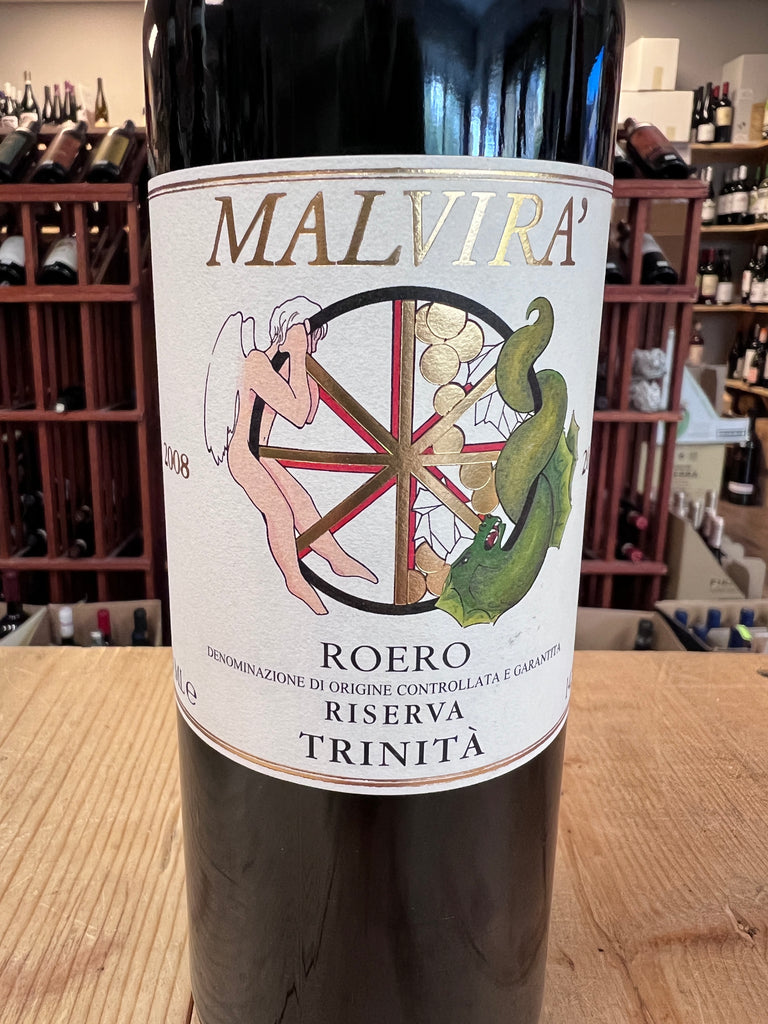 MALVIRA'
2008
ROERO
DENOMINAZIONE DI ORIGINE CONTROLLATA E GARANTITA
RISERVA
TRINITÀ